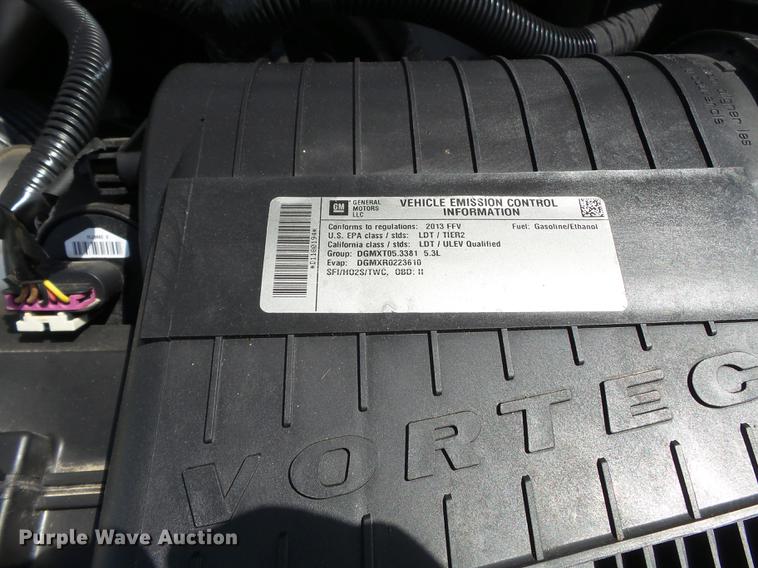 GM
GENERAL MOTORS LLC
VEHICLE EMISSION CONTROL INFORMATION
Conforms to regulations: 2013 FFV Fuel: Gasoline/Ethanol
U.S. EPA class / stds: LDT / TIER2
California class / stds: LDT / ULEV Qualified
Group: DGMXT05.3381 5.3L
Evap: DGMXR0223610
SFI/HO2S/TWC, OBD: II
VORTEC
Purple Wave Auction